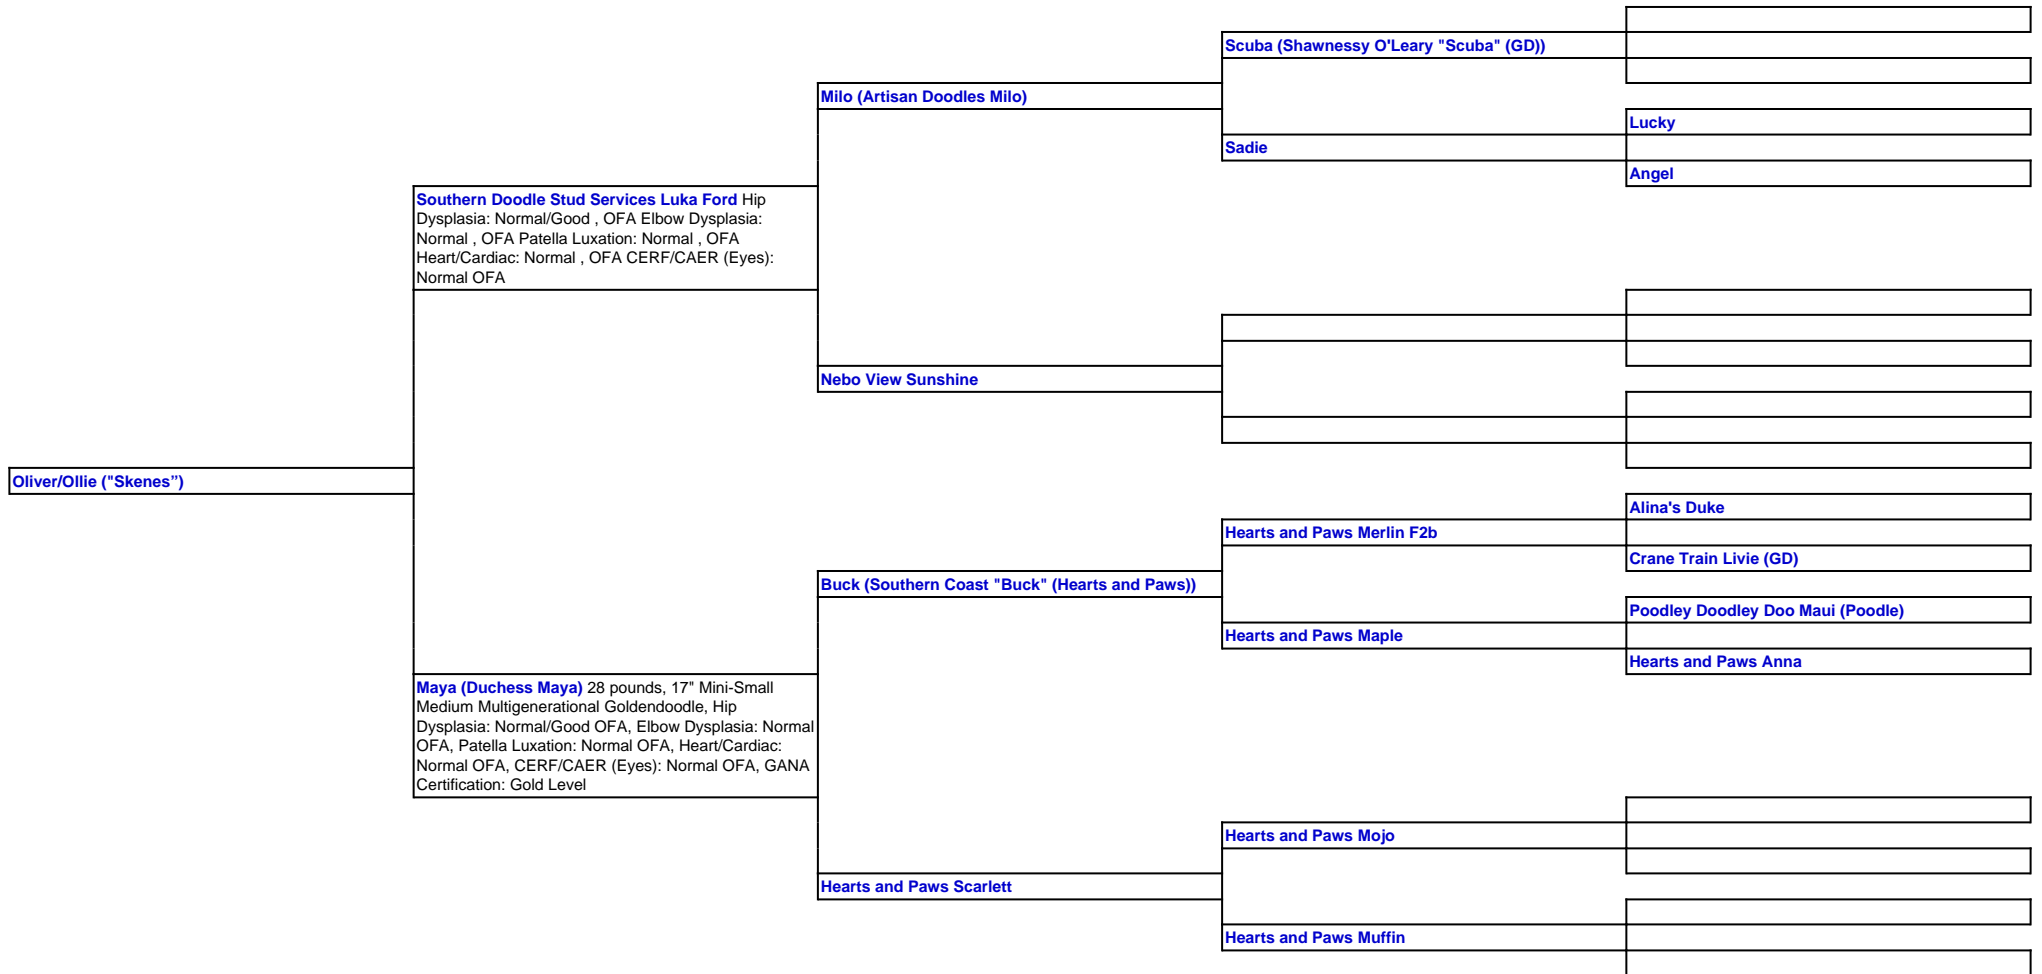 Scuba (Shawnessy O'Leary "Scuba" (GD))
Milo (Artisan Doodles Milo)
Lucky
Sadie
Angel
Southern Doodle Stud Services Luka Ford Hip
Dysplasia: Normal/Good , OFA Elbow Dysplasia:
Normal , OFA Patella Luxation: Normal , OFA
Heart/Cardiac: Normal , OFA CERF/CAER (Eyes):
Normal OFA
Nebo View Sunshine
Oliver/Ollie ("Skenes”)
Alina's Duke
Hearts and Paws Merlin F2b
Crane Train Livie (GD)
Buck (Southern Coast "Buck" (Hearts and Paws))
Poodley Doodley Doo Maui (Poodle)
Hearts and Paws Maple
Hearts and Paws Anna
Maya (Duchess Maya) 28 pounds, 17" Mini-Small
Medium Multigenerational Goldendoodle, Hip
Dysplasia: Normal/Good OFA, Elbow Dysplasia: Normal
OFA, Patella Luxation: Normal OFA, Heart/Cardiac:
Normal OFA, CERF/CAER (Eyes): Normal OFA, GANA
Certification: Gold Level
Hearts and Paws Mojo
Hearts and Paws Scarlett
Hearts and Paws Muffin